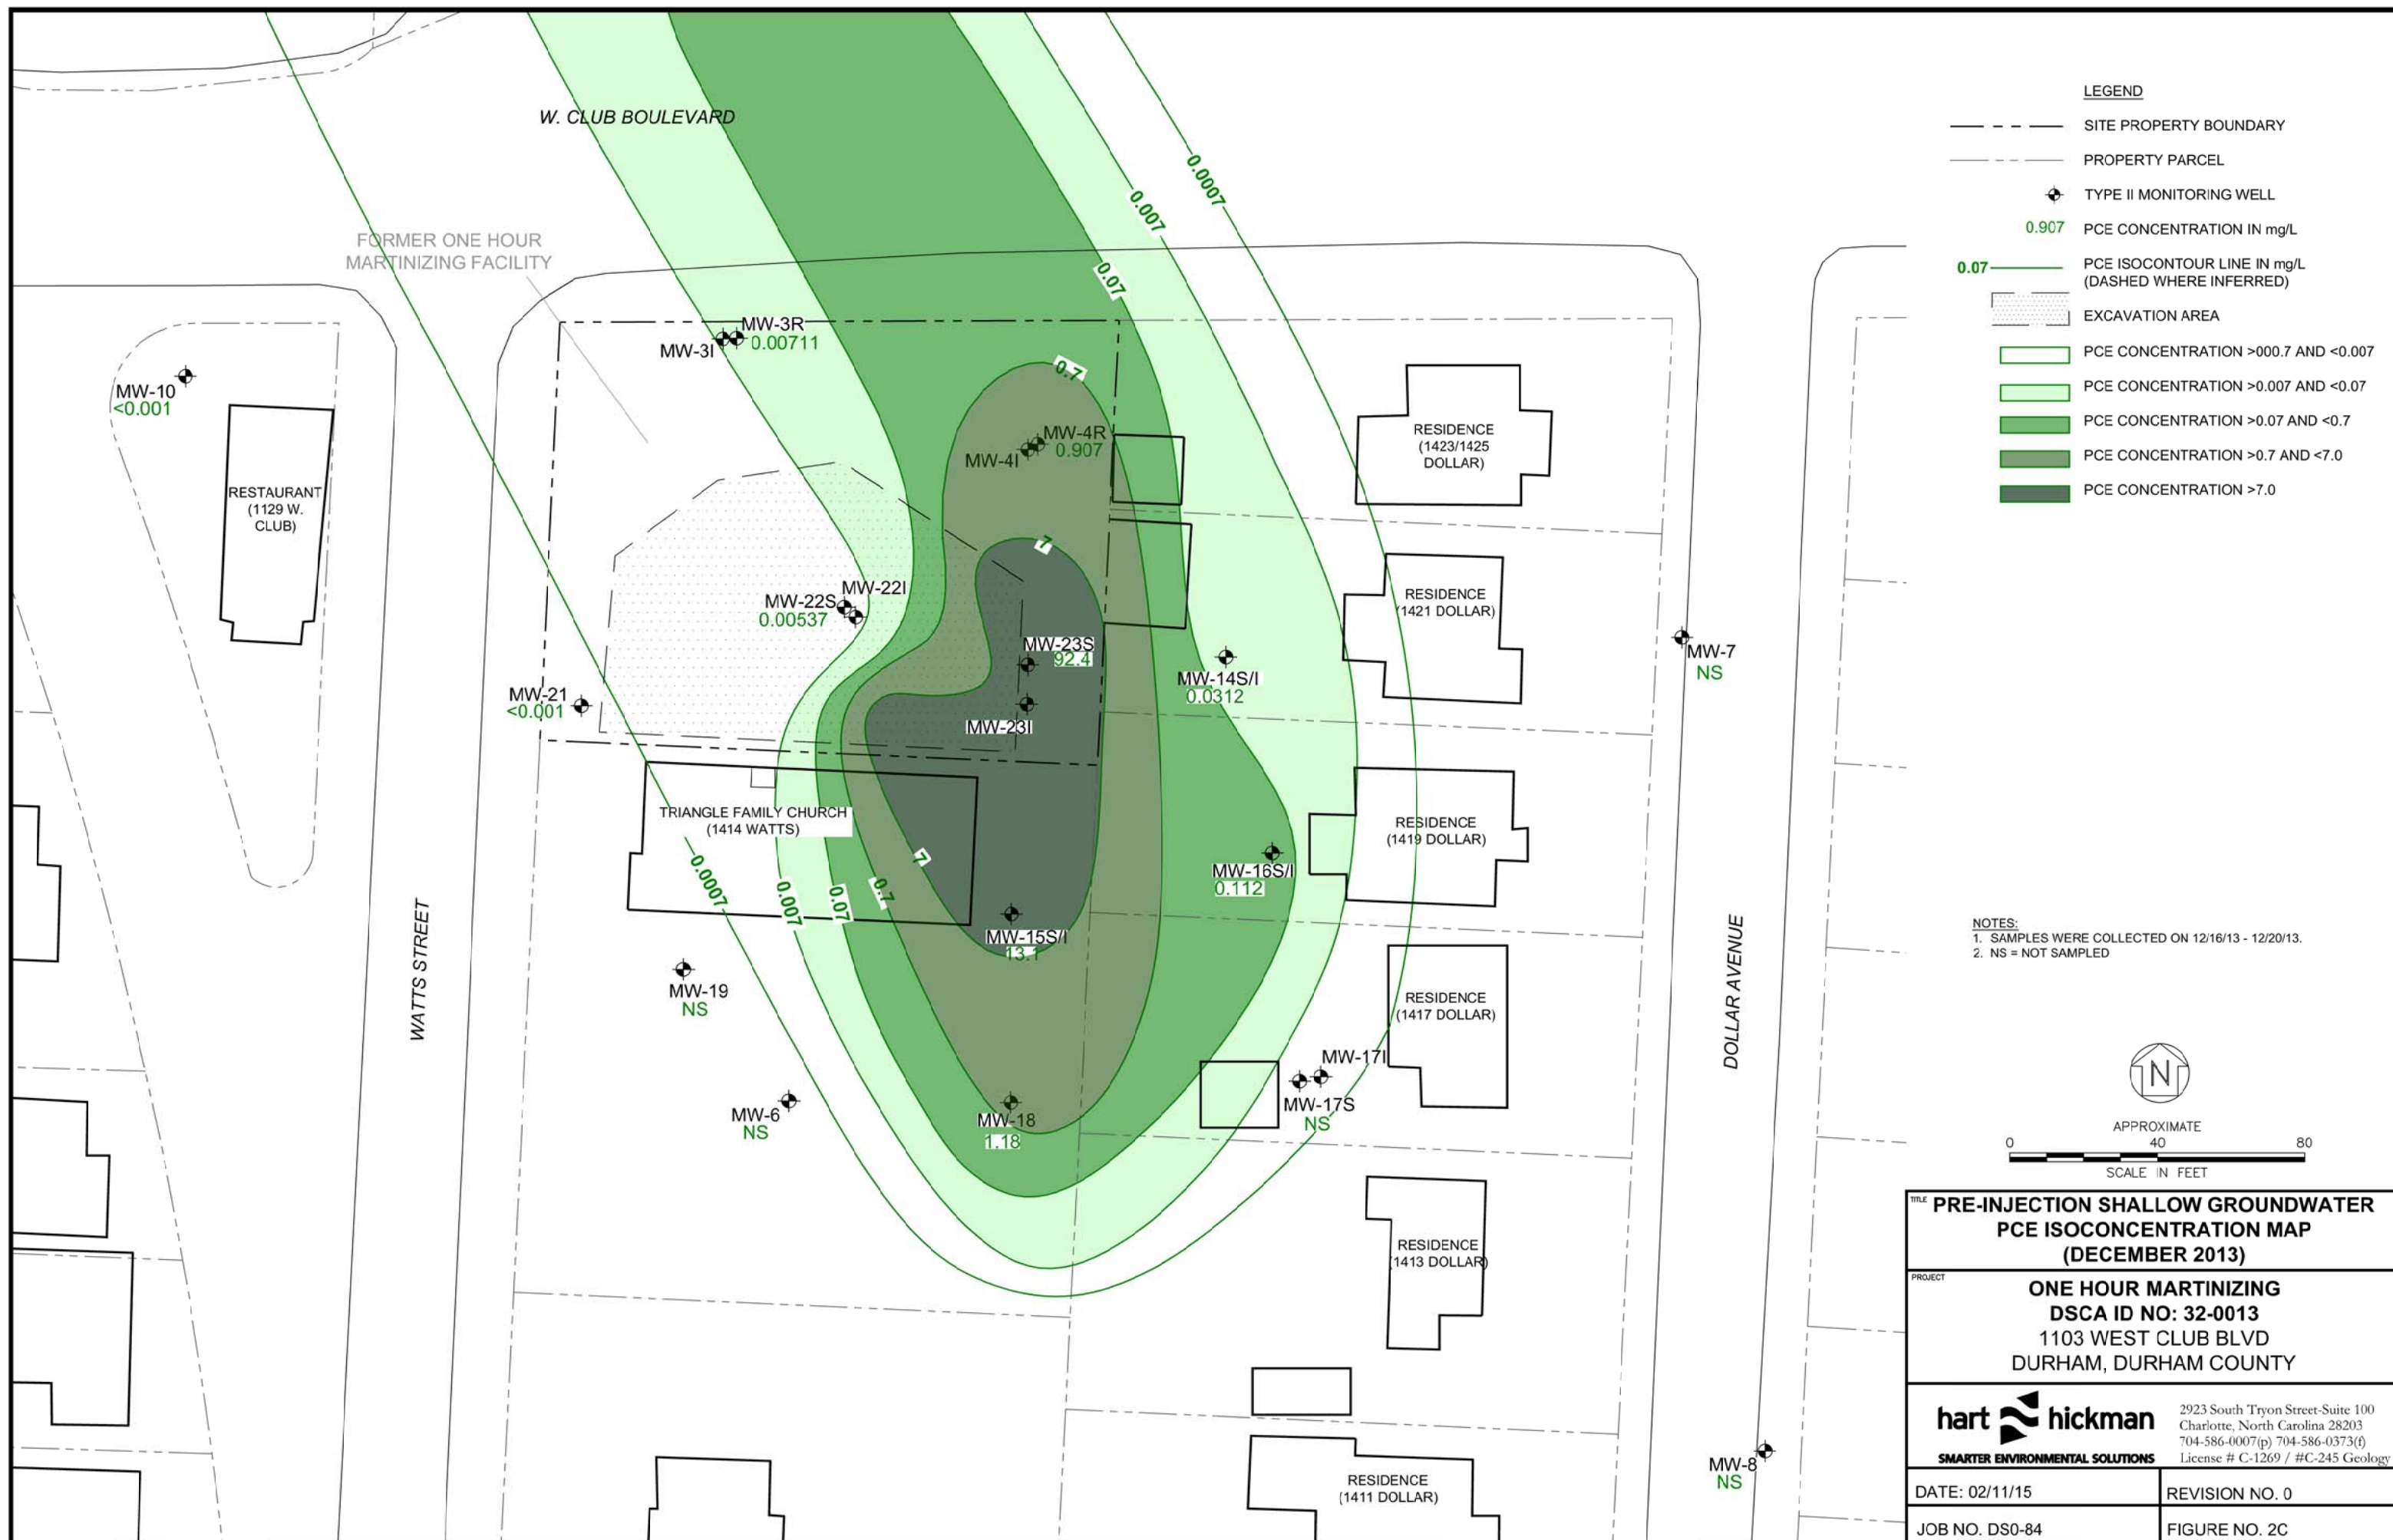 W. CLUB BOULEVARD
FORMER ONE HOUR
MARTINIZING FACILITY
0.0007
0.007
0.07
0.7
7
MW-3R
0.00711
MW-3I
MW-10
<0.001
RESTAURANT
(1129 W.
CLUB)
MW-4R
0.907
MW-4I
MW-22I
MW-22S
0.00537
MW-23S
92.4
MW-23I
MW-21
<0.001
MW-14S/I
0.0312
MW-7
NS
RESIDENCE
(1423/1425
DOLLAR)
RESIDENCE
(1421 DOLLAR)
RESIDENCE
(1419 DOLLAR)
TRIANGLE FAMILY CHURCH
(1414 WATTS)
MW-16S/I
0.112
7
0.7
0.07
0.007
0.0007
MW-15S/I
13.1
WATTS STREET
DOLLAR AVENUE
MW-19
NS
RESIDENCE
(1417 DOLLAR)
MW-17I
MW-17S
NS
MW-6
NS
MW-18
1.18
RESIDENCE
(1413 DOLLAR)
RESIDENCE
(1411 DOLLAR)
MW-8
NS
LEGEND
SITE PROPERTY BOUNDARY
PROPERTY PARCEL
TYPE II MONITORING WELL
0.907 PCE CONCENTRATION IN mg/L
0.07 PCE ISOCONTOUR LINE IN mg/L
(DASHED WHERE INFERRED)
EXCAVATION AREA
PCE CONCENTRATION >000.7 AND <0.007
PCE CONCENTRATION >0.007 AND <0.07
PCE CONCENTRATION >0.07 AND <0.7
PCE CONCENTRATION >0.7 AND <7.0
PCE CONCENTRATION >7.0
NOTES:
1. SAMPLES WERE COLLECTED ON 12/16/13 - 12/20/13.
2. NS = NOT SAMPLED
N
APPROXIMATE
0 40 80
SCALE IN FEET
TITLE PRE-INJECTION SHALLOW GROUNDWATER
PCE ISOCONCENTRATION MAP
(DECEMBER 2013)
PROJECT
ONE HOUR MARTINIZING
DSCA ID NO: 32-0013
1103 WEST CLUB BLVD
DURHAM, DURHAM COUNTY
hart hickman
SMARTER ENVIRONMENTAL SOLUTIONS
2923 South Tryon Street-Suite 100
Charlotte, North Carolina 28203
704-586-0007(p) 704-586-0373(f)
License # C-1269 / #C-245 Geology
DATE: 02/11/15
REVISION NO. 0
JOB NO. DS0-84
FIGURE NO. 2C